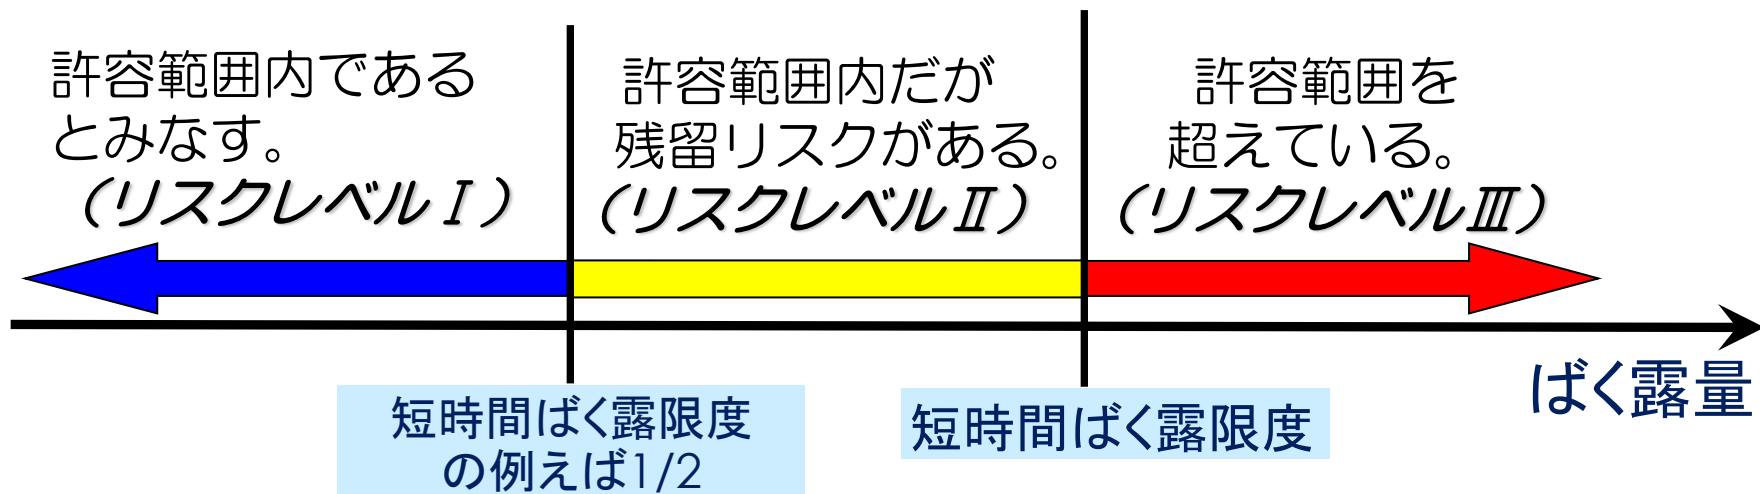 許容範囲内である
とみなす。
(リスクレベルⅠ)
許容範囲内だが
残留リスクがある。
(リスクレベルⅡ)
許容範囲を
超えている。
(リスクレベルⅢ)
短時間ばく露限度
の例えば1/2
短時間ばく露限度
ばく露量